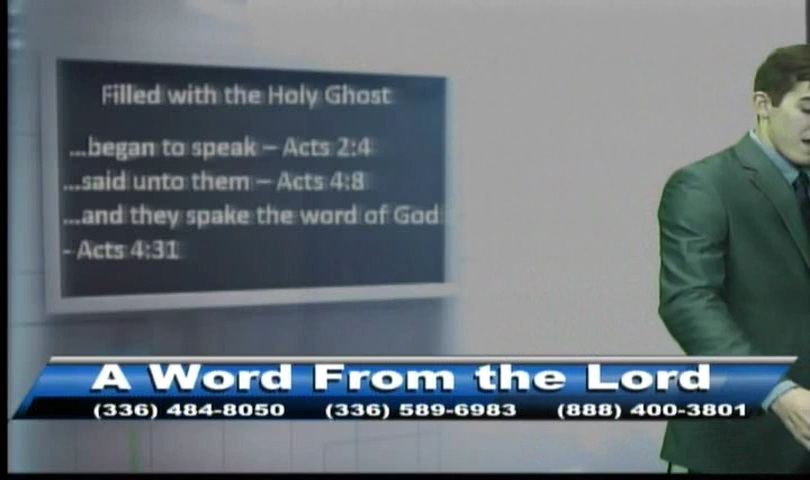 Filled with the Holy Ghost
...began to speak – Acts 2:4
...said unto them – Acts 4:8
...and they spake the word of God
- Acts 4:31
A Word From the Lord
(336) 484-8050 (336) 589-6983 (888) 400-3801